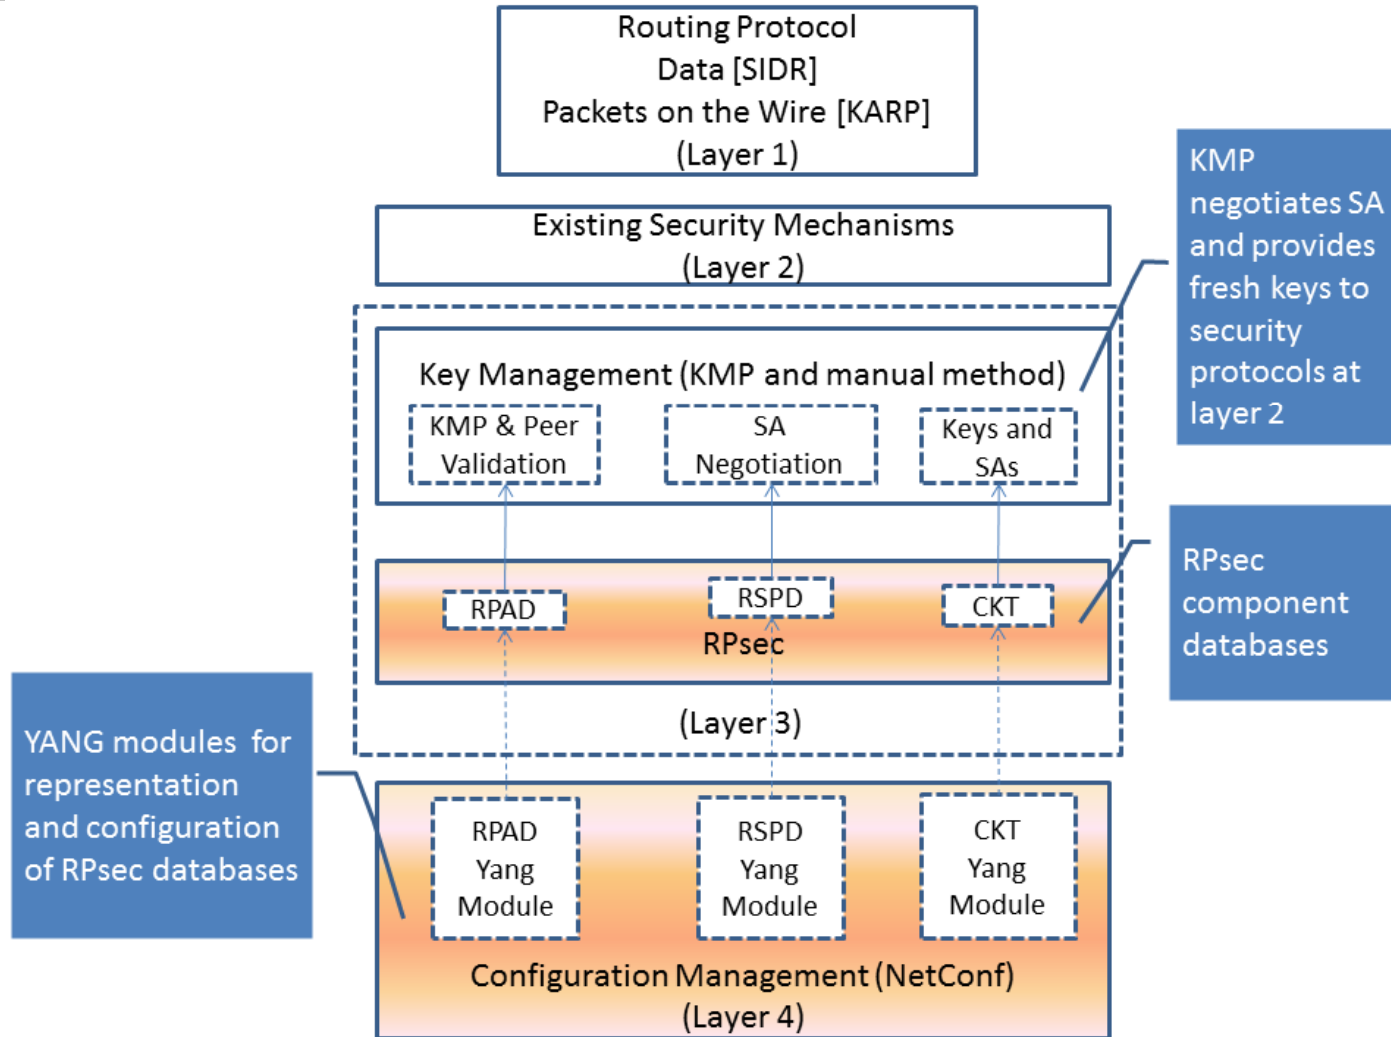 Routing Protocol
Data [SIDR]
Packets on the Wire [KARP]
(Layer 1)
Existing Security Mechanisms
(Layer 2)
KMP
negotiates SA
and provides
fresh keys to
security
protocols at
layer 2
Key Management (KMP and manual method)
KMP & Peer
Validation
SA
Negotiation
Keys and
SAs
RPAD
RSPD
CKT
RPsec
RPsec
component
databases
(Layer 3)
YANG modules for
representation
and configuration
of RPsec databases
RPAD
Yang
Module
RSPD
Yang
Module
CKT
Yang
Module
Configuration Management (NetConf)
(Layer 4)